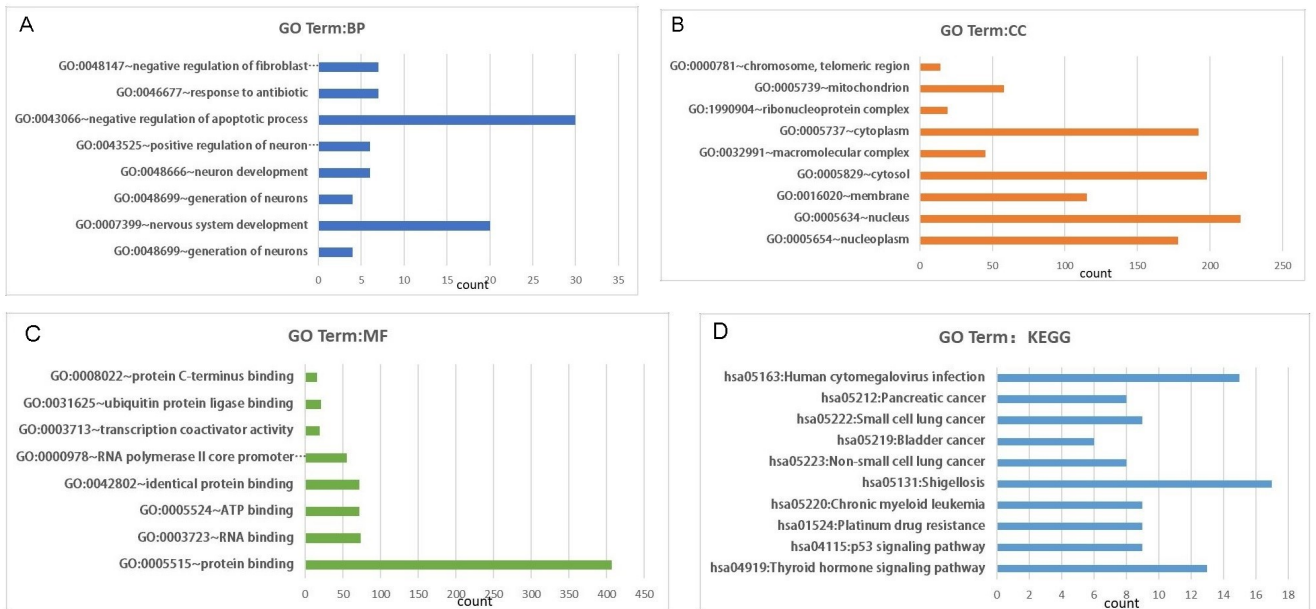 A
GO Term:BP
GO:0048147~negative regulation of fibroblast···
GO:0046677~response to antibiotic
GO:0043066~negative regulation of apoptotic process
GO:0043525~positive regulation of neuron···
GO:0048666~neuron development
GO:0048699~generation of neurons
GO:0007399~nervous system development
GO:0048699~generation of neurons
0 5 10 15 20 25 30 35
count
B
GO Term:CC
GO:0000781~chromosome, telomeric region
GO:0005739~mitochondrion
GO:1990904~ribonucleoprotein complex
GO:0005737~cytoplasm
GO:0032991~macromolecular complex
GO:0005829~cytosol
GO:0016020~membrane
GO:0005634~nucleus
GO:0005654~nucleoplasm
0 50 100 150 200 250
count
C
GO Term:MF
GO:0008022~protein C-terminus binding
GO:0031625~ubiquitin protein ligase binding
GO:0003713~transcription coactivator activity
GO:0000978~RNA polymerase II core promoter···
GO:0042802~identical protein binding
GO:0005524~ATP binding
GO:0003723~RNA binding
GO:0005515~protein binding
0 50 100 150 200 250 300 350 400 450
count
D
GO Term： KEGG
hsa05163:Human cytomegalovirus infection
hsa05212:Pancreatic cancer
hsa05222:Small cell lung cancer
hsa05219:Bladder cancer
hsa05223:Non-small cell lung cancer
hsa05131:Shigellosis
hsa05220:Chronic myeloid leukemia
hsa01524:Platinum drug resistance
hsa04115:p53 signaling pathway
hsa04919:Thyroid hormone signaling pathway
0 2 4 6 8 10 12 14 16 18
count